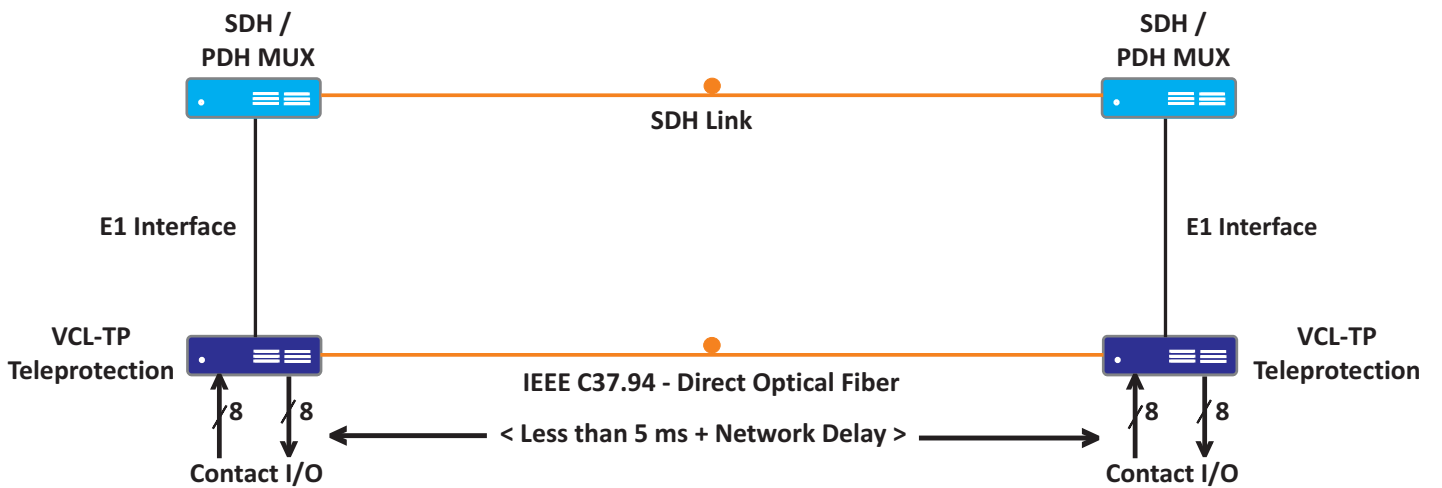 SDH /
PDH MUX
SDH /
PDH MUX
SDH Link
E1 Interface
E1 Interface
VCL-TP
Teleprotection
VCL-TP
Teleprotection
IEEE C37.94 - Direct Optical Fiber
8
8
8
8
< Less than 5 ms + Network Delay >
Contact I/O
Contact I/O